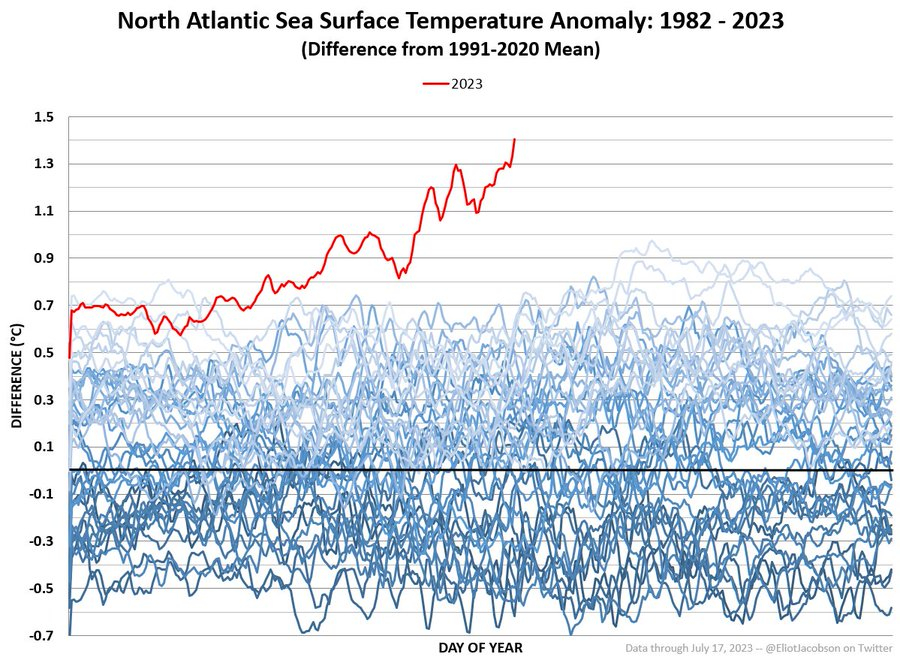 North Atlantic Sea Surface Temperature Anomaly: 1982 - 2023
(Difference from 1991-2020 Mean)
2023
1.5
1.3
1.1
0.9
0.7
0.5
0.3
0.1
-0.1
-0.3
-0.5
-0.7
DIFFERENCE (°C)
DAY OF YEAR
Data through July 17, 2023 -- @EliotJacobson on Twitter